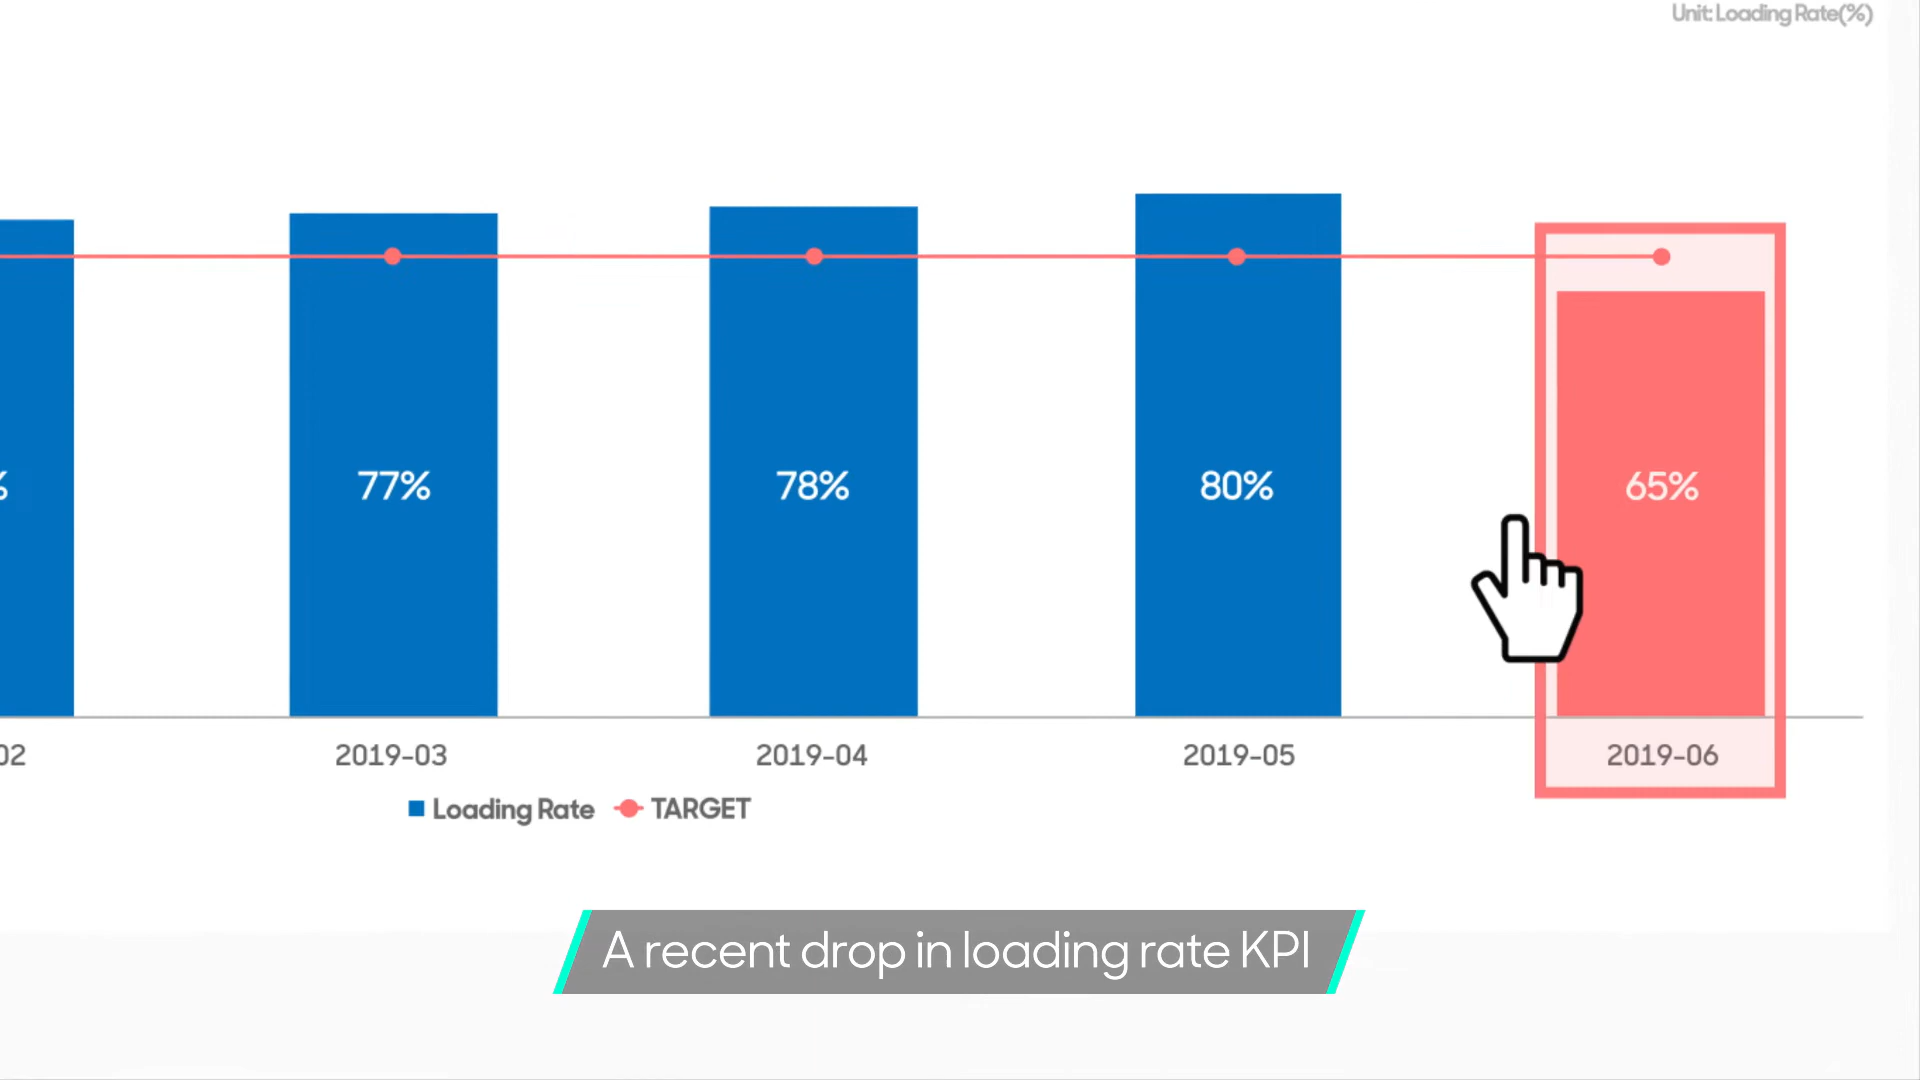 Unit: Loading Rate(%)
77%
78%
80%
65%
02
2019-03
2019-04
2019-05
2019-06
Loading Rate
TARGET
A recent drop in loading rate KPI